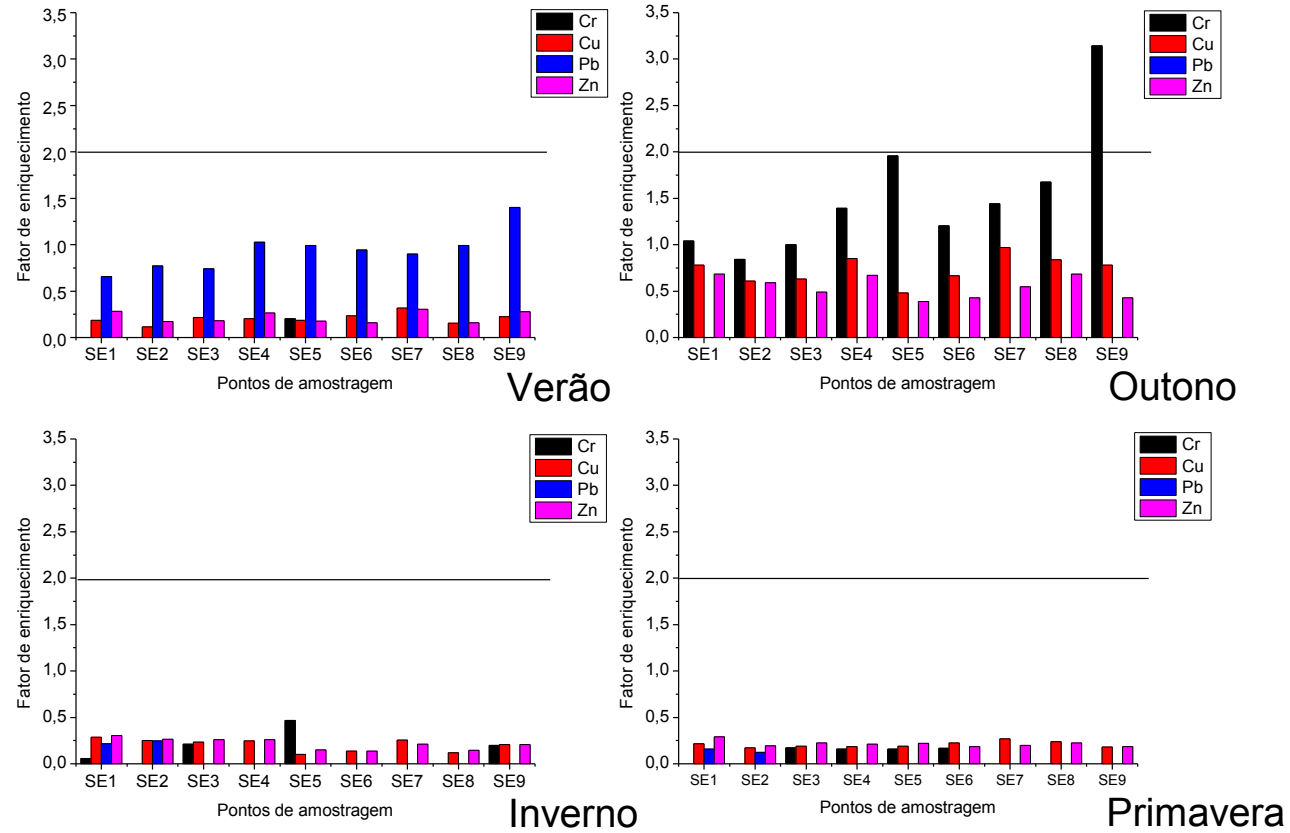 3,5
3,0
2,5
2,0
1,5
1,0
0,5
0,0
Fator de enriquecimento
Cr
Cu
Pb
Zn
SE1 SE2 SE3 SE4 SE5 SE6 SE7 SE8 SE9
Pontos de amostragem
Verão
3,5
3,0
2,5
2,0
1,5
1,0
0,5
0,0
Fator de enriquecimento
Cr
Cu
Pb
Zn
SE1 SE2 SE3 SE4 SE5 SE6 SE7 SE8 SE9
Pontos de amostragem
Outono
3,5
3,0
2,5
2,0
1,5
1,0
0,5
0,0
Fator de enriquecimento
Cr
Cu
Pb
Zn
SE1 SE2 SE3 SE4 SE5 SE6 SE7 SE8 SE9
Pontos de amostragem
Inverno
3,5
3,0
2,5
2,0
1,5
1,0
0,5
0,0
Fator de enriquecimento
Cr
Cu
Pb
Zn
SE1 SE2 SE3 SE4 SE5 SE6 SE7 SE8 SE9
Pontos de amostragem
Primavera